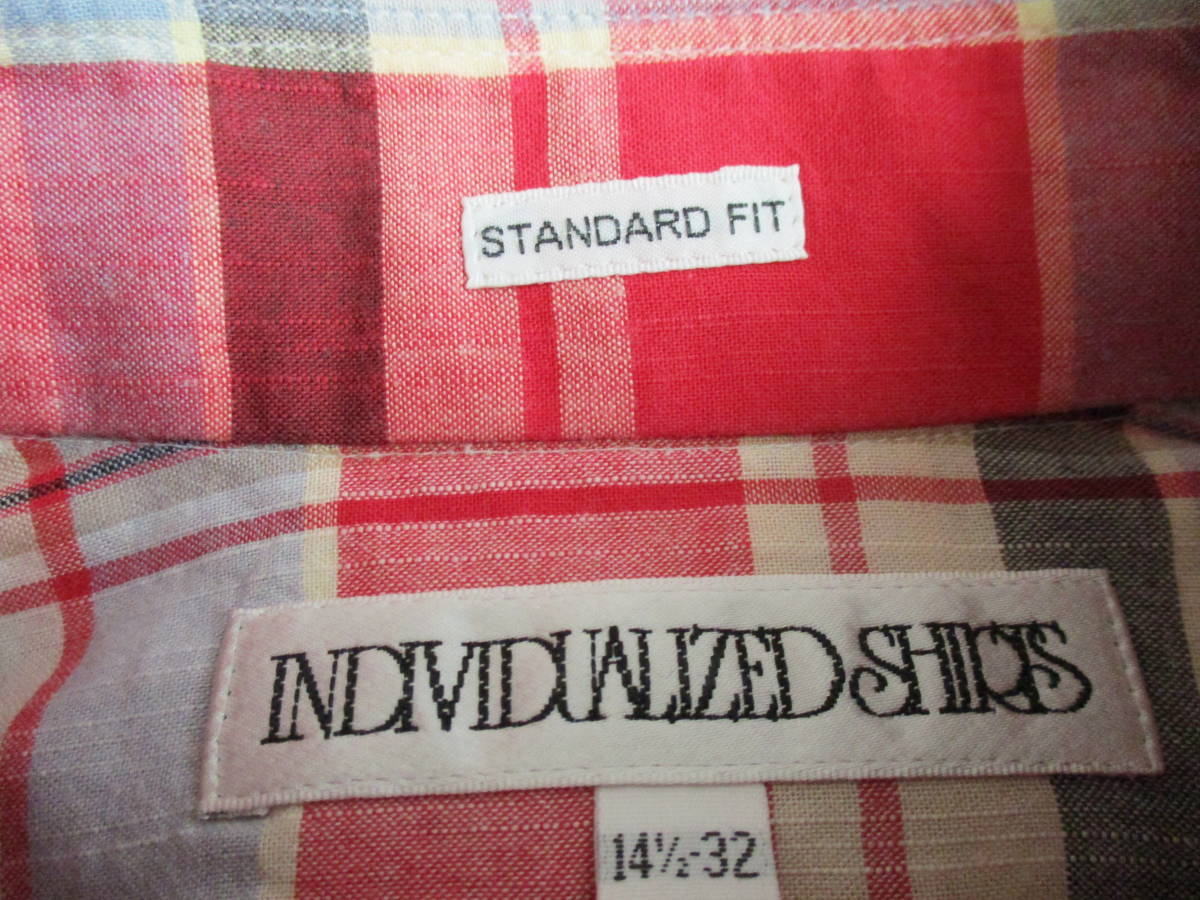 STANDARD FIT
INDIVIDUALIZED SHIRTS
14½-32